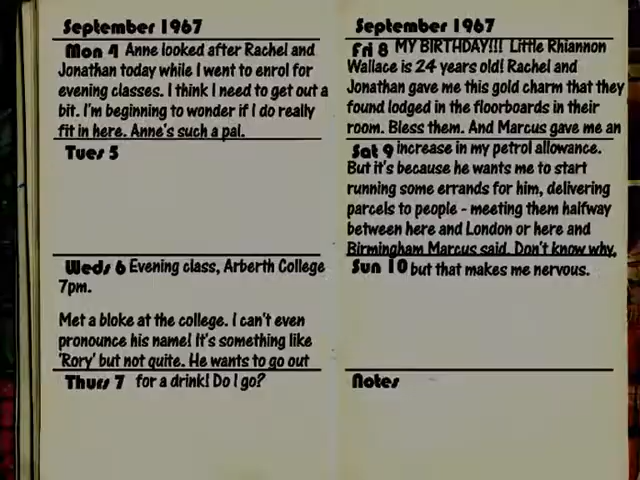 September 1967
Mon 4 Anne looked after Rachel and
Jonathan today while I went to enrol for
evening classes. I think I need to get out a
bit. I'm beginning to wonder if I do really
fit in here. Anne's such a pal.
Tues 5
Weds 6 Evening class, Arberth College
7pm.
Met a bloke at the college. I can't even
pronounce his name! It's something like
'Rory' but not quite. He wants to go out
Thurs 7 for a drink! Do I go?
September 1967
Fri 8 MY BIRTHDAY!!! Little Rhiannon
Wallace is 24 years old! Rachel and
Jonathan gave me this gold charm that they
found lodged in the floorboards in their
room. Bless them. And Marcus gave me an
Sat 9 increase in my petrol allowance.
But it's because he wants me to start
running some errands for him, delivering
parcels to people - meeting them halfway
between here and London or here and
Birmingham Marcus said. Don't know why,
Sun 10 but that makes me nervous.
Notes